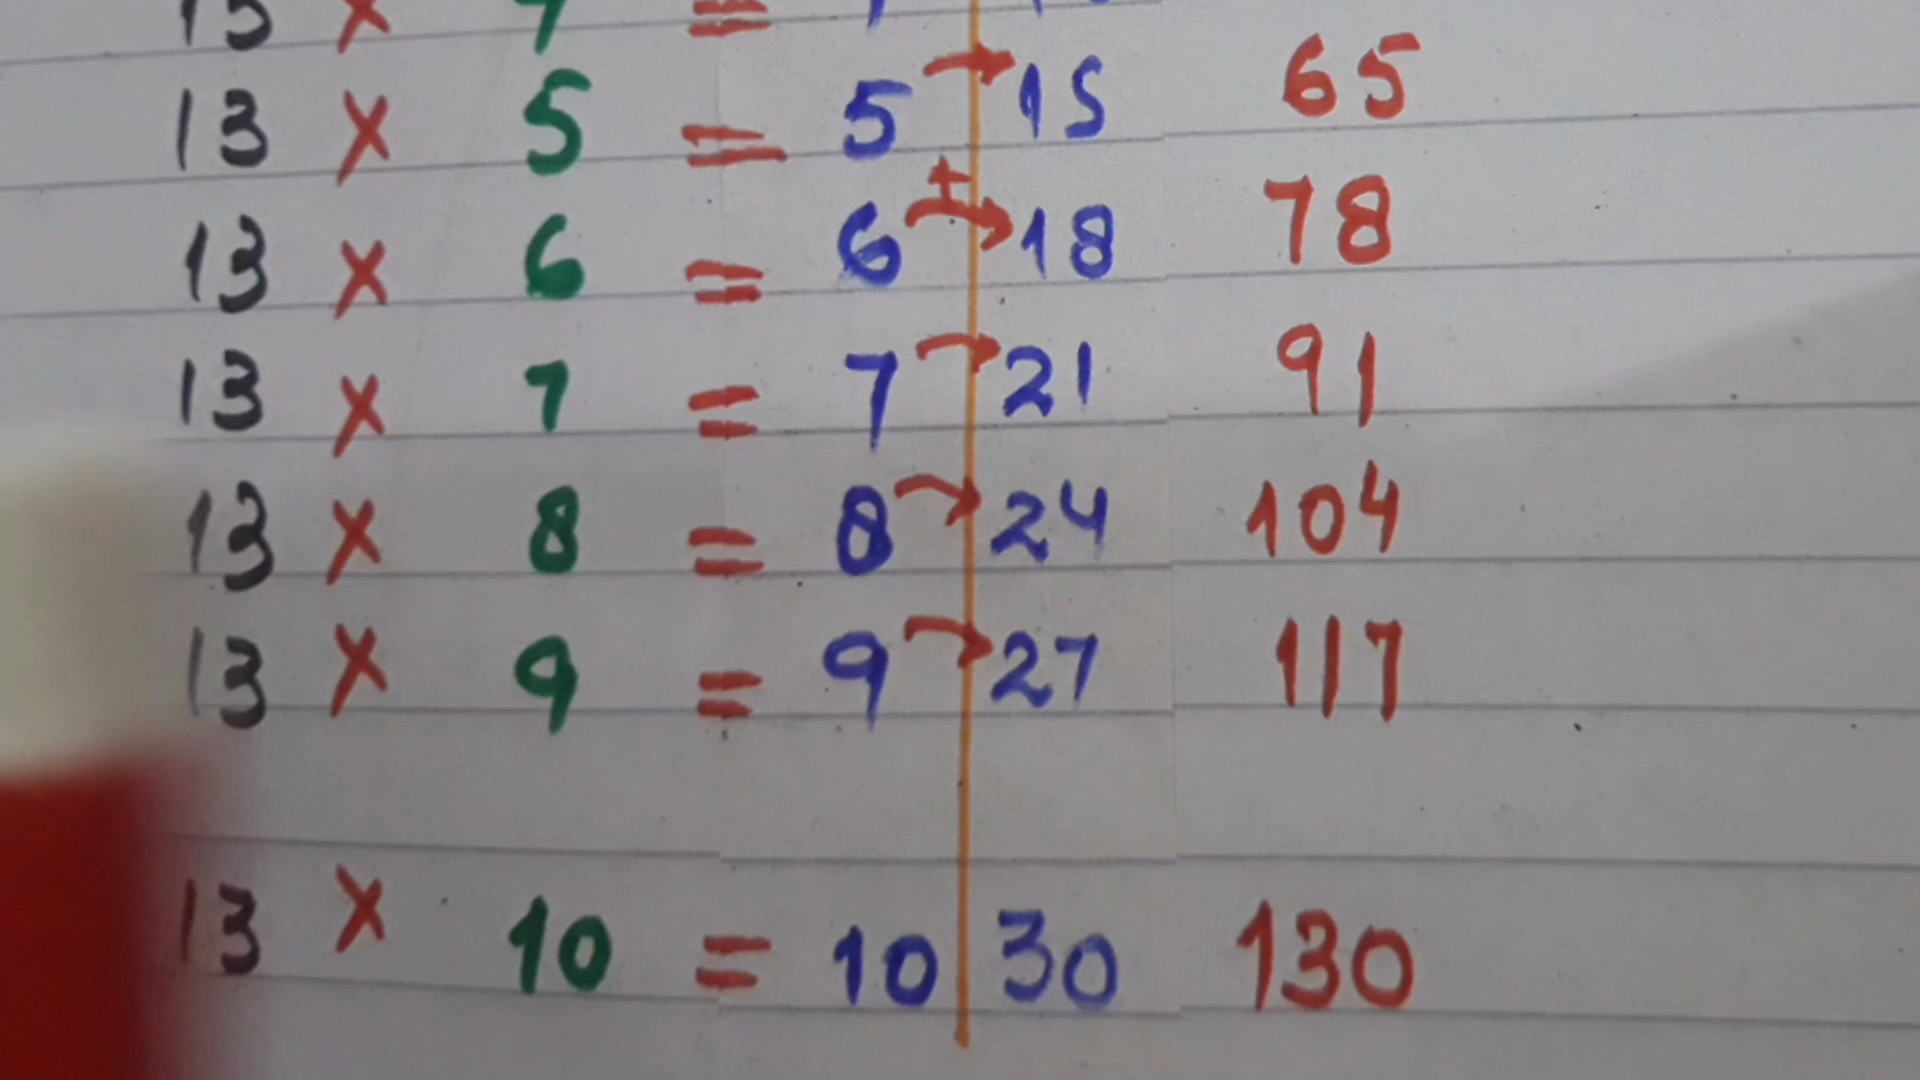 13 × 5 = 5 → 15 65
13 × 6 = 6 + → 18 78
13 × 7 = 7 → 21 91
13 × 8 = 8 → 24 104
13 × 9 = 9 → 27 117
13 × 10 = 10 30 130